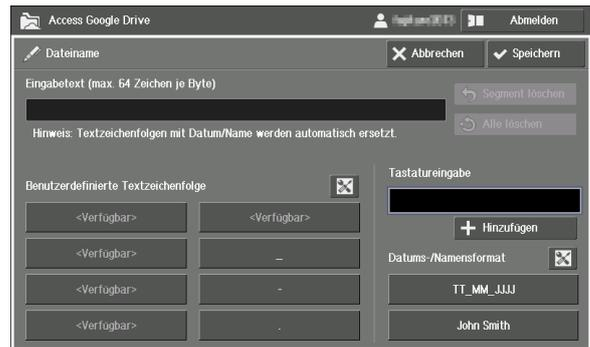 Access Google Drive
Abmelden
Dateiname
Abbrechen
Speichern
Eingabetext (max. 64 Zeichen je Byte)
Segment löschen
Alle löschen
Hinweis: Textzeichenfolgen mit Datum/Name werden automatisch ersetzt.
Tastatureingabe
Benutzerdefinierte Textzeichenfolge
<Verfügbar>
<Verfügbar>
Hinzufügen
<Verfügbar>
_
Datums-/Namensformat
<Verfügbar>
-
TT_MM_JJJJ
<Verfügbar>
.
John Smith